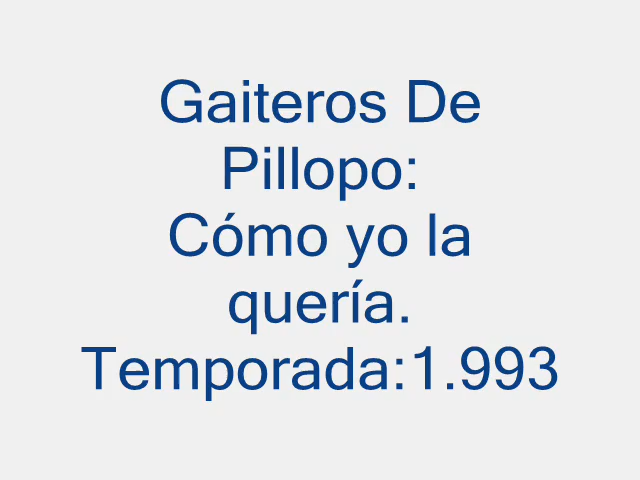 Gaiteros De
Pillopo:
Cómo yo la
quería.
Temporada:1.993